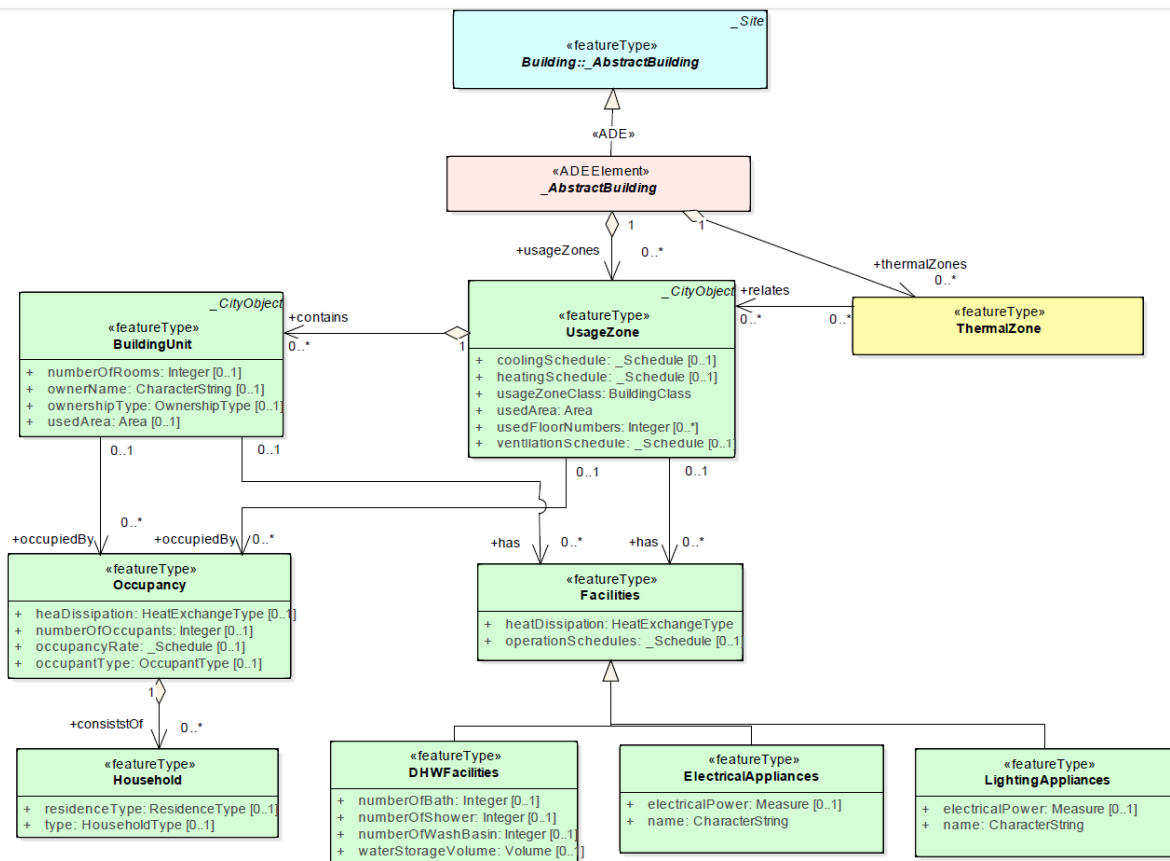 _Site
«featureType»
Building::_AbstractBuilding
«ADE»
«ADEElement»
_AbstractBuilding
1
1
+usageZones
0..*
+thermalZones
0..*
_CityObject
«featureType»
BuildingUnit
+ numberOfRooms: Integer [0..1]
+ ownerName: CharacterString [0..1]
+ ownershipType: OwnershipType [0..1]
+ usedArea: Area [0..1]
+contains
0..*
1
_CityObject
«featureType»
UsageZone
+ coolingSchedule: _Schedule [0..1]
+ heatingSchedule: _Schedule [0..1]
+ usageZoneClass: BuildingClass
+ usedArea: Area
+ usedFloorNumbers: Integer [0..*]
+ ventilationSchedule: _Schedule [0..1]
+relates
0..*
0..*
«featureType»
ThermalZone
0..1
0..1
0..1
0..1
0..*
+occupiedBy
+occupiedBy
0..*
+has
0..*
+has
0..*
«featureType»
Occupancy
+ heaDissipation: HeatExchangeType [0..1]
+ numberOfOccupants: Integer [0..1]
+ occupancyRate: _Schedule [0..1]
+ occupantType: OccupantType [0..1]
«featureType»
Facilities
+ heatDissipation: HeatExchangeType
+ operationSchedules: _Schedule [0..1]
1
+consiststOf
0..*
«featureType»
Household
+ residenceType: ResidenceType [0..1]
+ type: HouseholdType [0..1]
«featureType»
DHWFacilities
+ numberOfBath: Integer [0..1]
+ numberOfShower: Integer [0..1]
+ numberOfWashBasin: Integer [0..1]
+ waterStorageVolume: Volume [0..1]
«featureType»
ElectricalAppliances
+ electricalPower: Measure [0..1]
+ name: CharacterString
«featureType»
LightingAppliances
+ electricalPower: Measure [0..1]
+ name: CharacterString